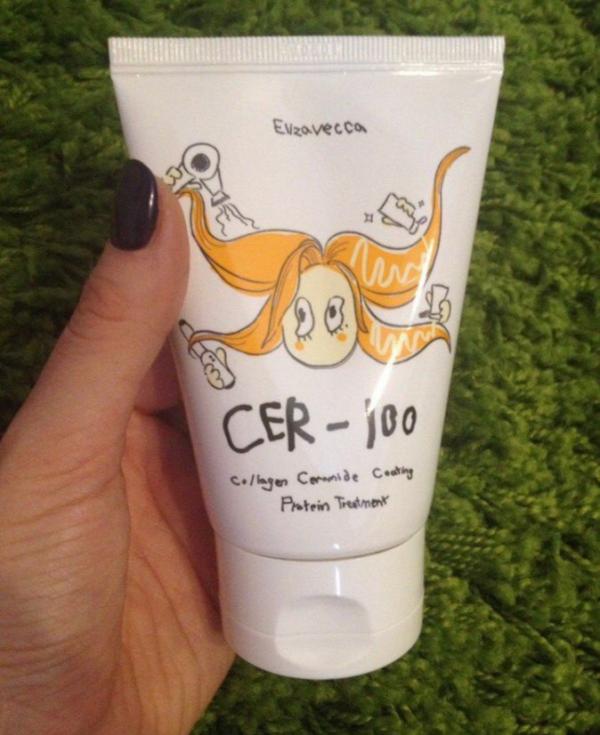 Elizavecca
CER-100
Collagen Ceramide Coating
Protein Treatment